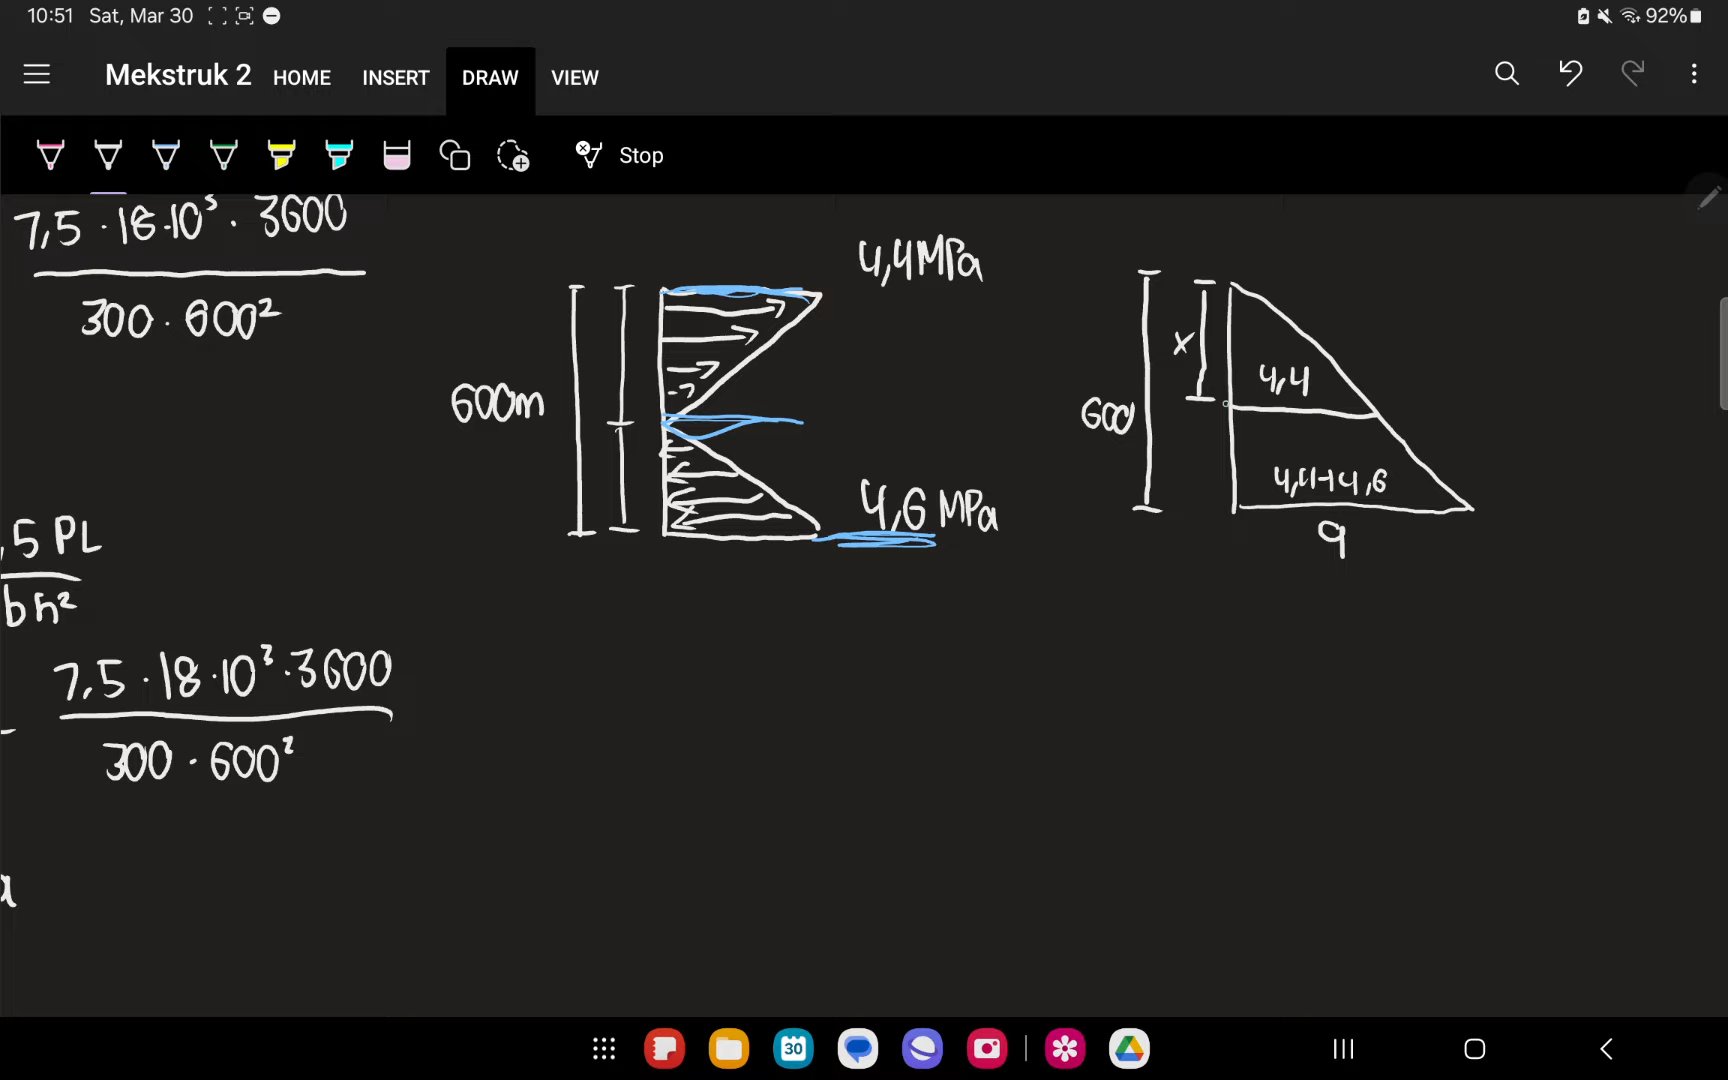 10:51 Sat, Mar 30
92%
Mekstruk 2 HOME INSERT DRAW VIEW
Stop
7,5 · 18 · 10³ · 3600
300 · 600²
,5 PL
bh²
7,5 · 18 · 10³ · 3600
300 · 600²
4,4 MPa
600m
4,6 MPa
x
4,4
600
4,4+4,6
9
30